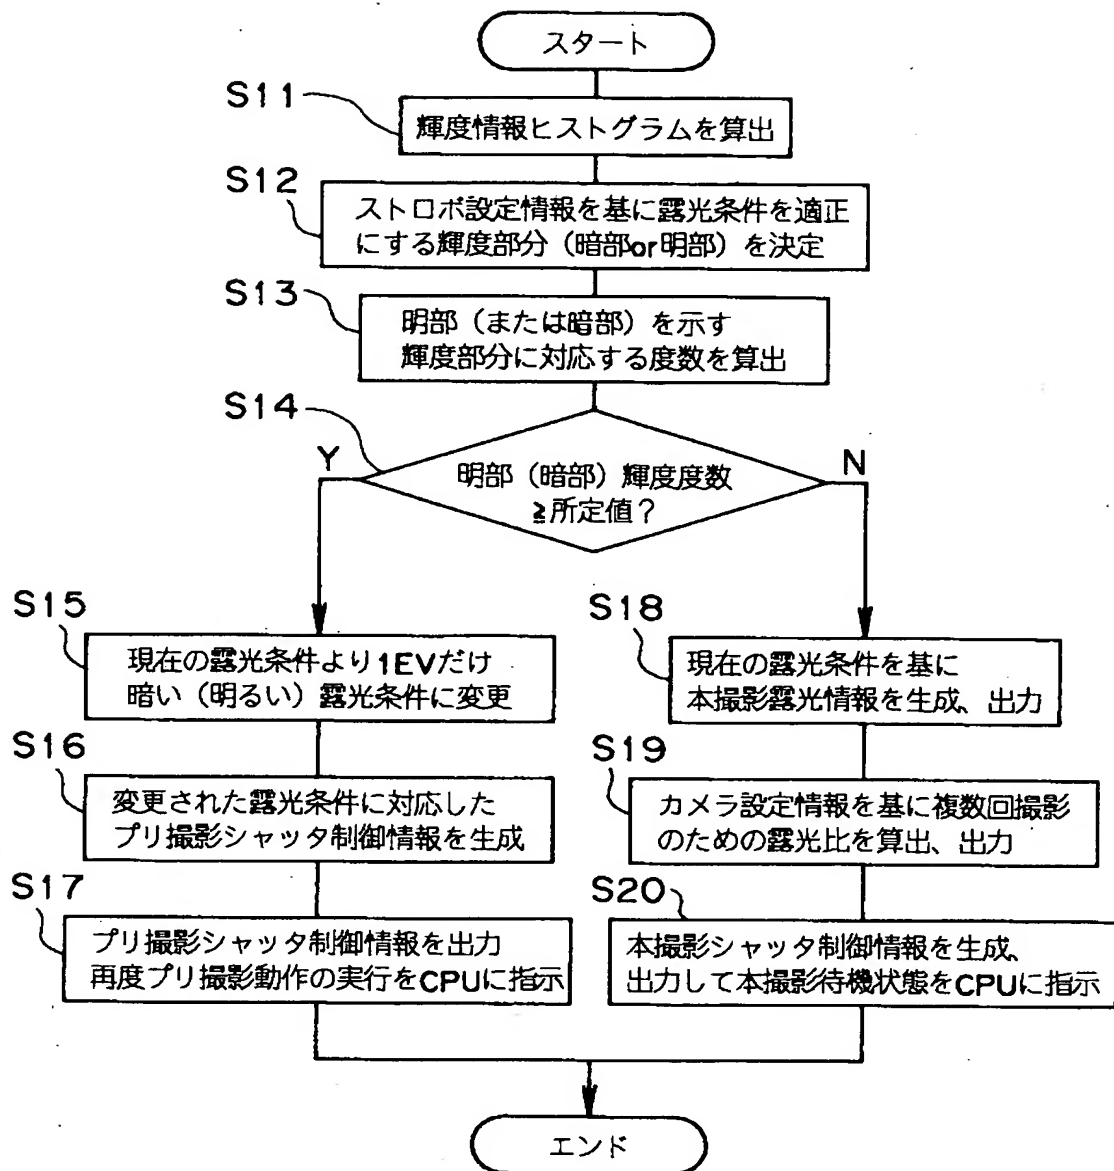 スタート
S11
輝度情報ヒストグラムを算出
S12
ストロボ設定情報を基に露光条件を適正
にする輝度部分（暗部or明部）を決定
S13
明部（または暗部）を示す
輝度部分に対応する度数を算出
S14
Y
N
明部（暗部）輝度度数
≧所定値？
S15
現在の露光条件より1EVだけ
暗い（明るい）露光条件に変更
S16
変更された露光条件に対応した
プリ撮影シャッタ制御情報を生成
S17
プリ撮影シャッタ制御情報を出力
再度プリ撮影動作の実行をCPUに指示
S18
現在の露光条件を基に
本撮影露光情報を生成、出力
S19
カメラ設定情報を基に複数回撮影
のための露光比を算出、出力
S20
本撮影シャッタ制御情報を生成、
出力して本撮影待機状態をCPUに指示
エンド